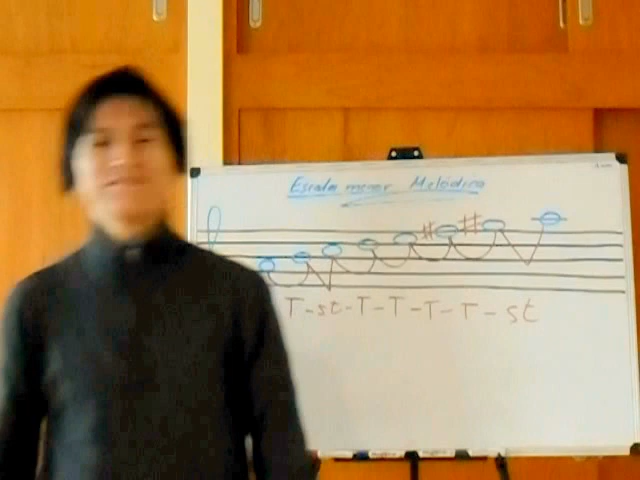 Escala menor Melódica
# #
T - st - T - T - T - T - st